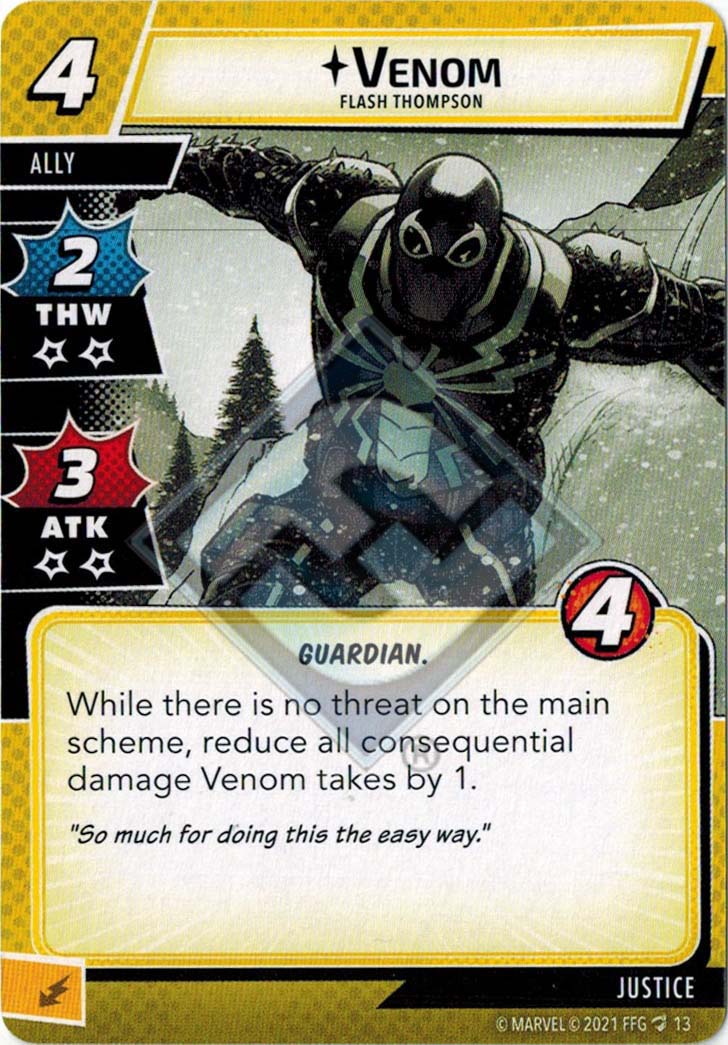 4
VENOM
FLASH THOMPSON
ALLY
2
THW
3
ATK
4
GUARDIAN.
While there is no threat on the main
scheme, reduce all consequential
damage Venom takes by 1.
"So much for doing this the easy way."
JUSTICE
© MARVEL © 2021 FFG 13
®